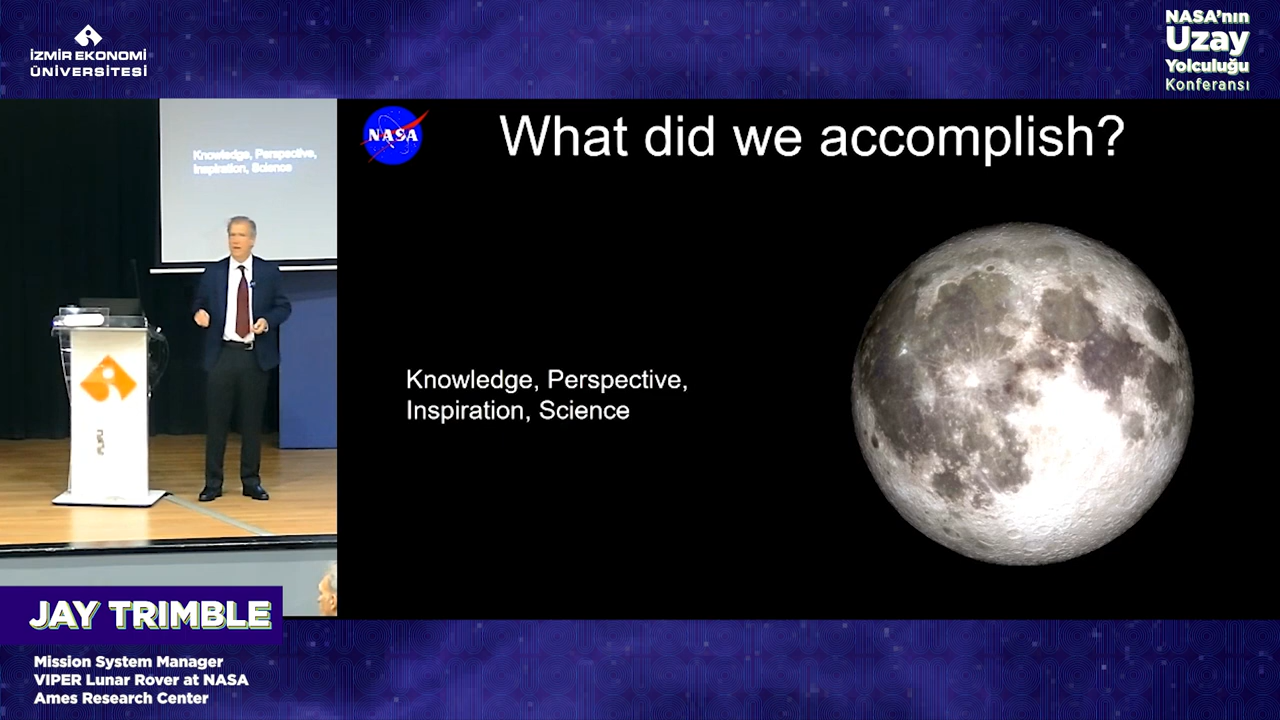 İZMİR EKONOMİ
ÜNİVERSİTESİ
NASA'nın
Uzay
Yolculuğu
Konferansı
Knowledge, Perspective,
Inspiration, Science
NASA
What did we accomplish?
Knowledge, Perspective,
Inspiration, Science
JAY TRIMBLE
Mission System Manager
VIPER Lunar Rover at NASA
Ames Research Center